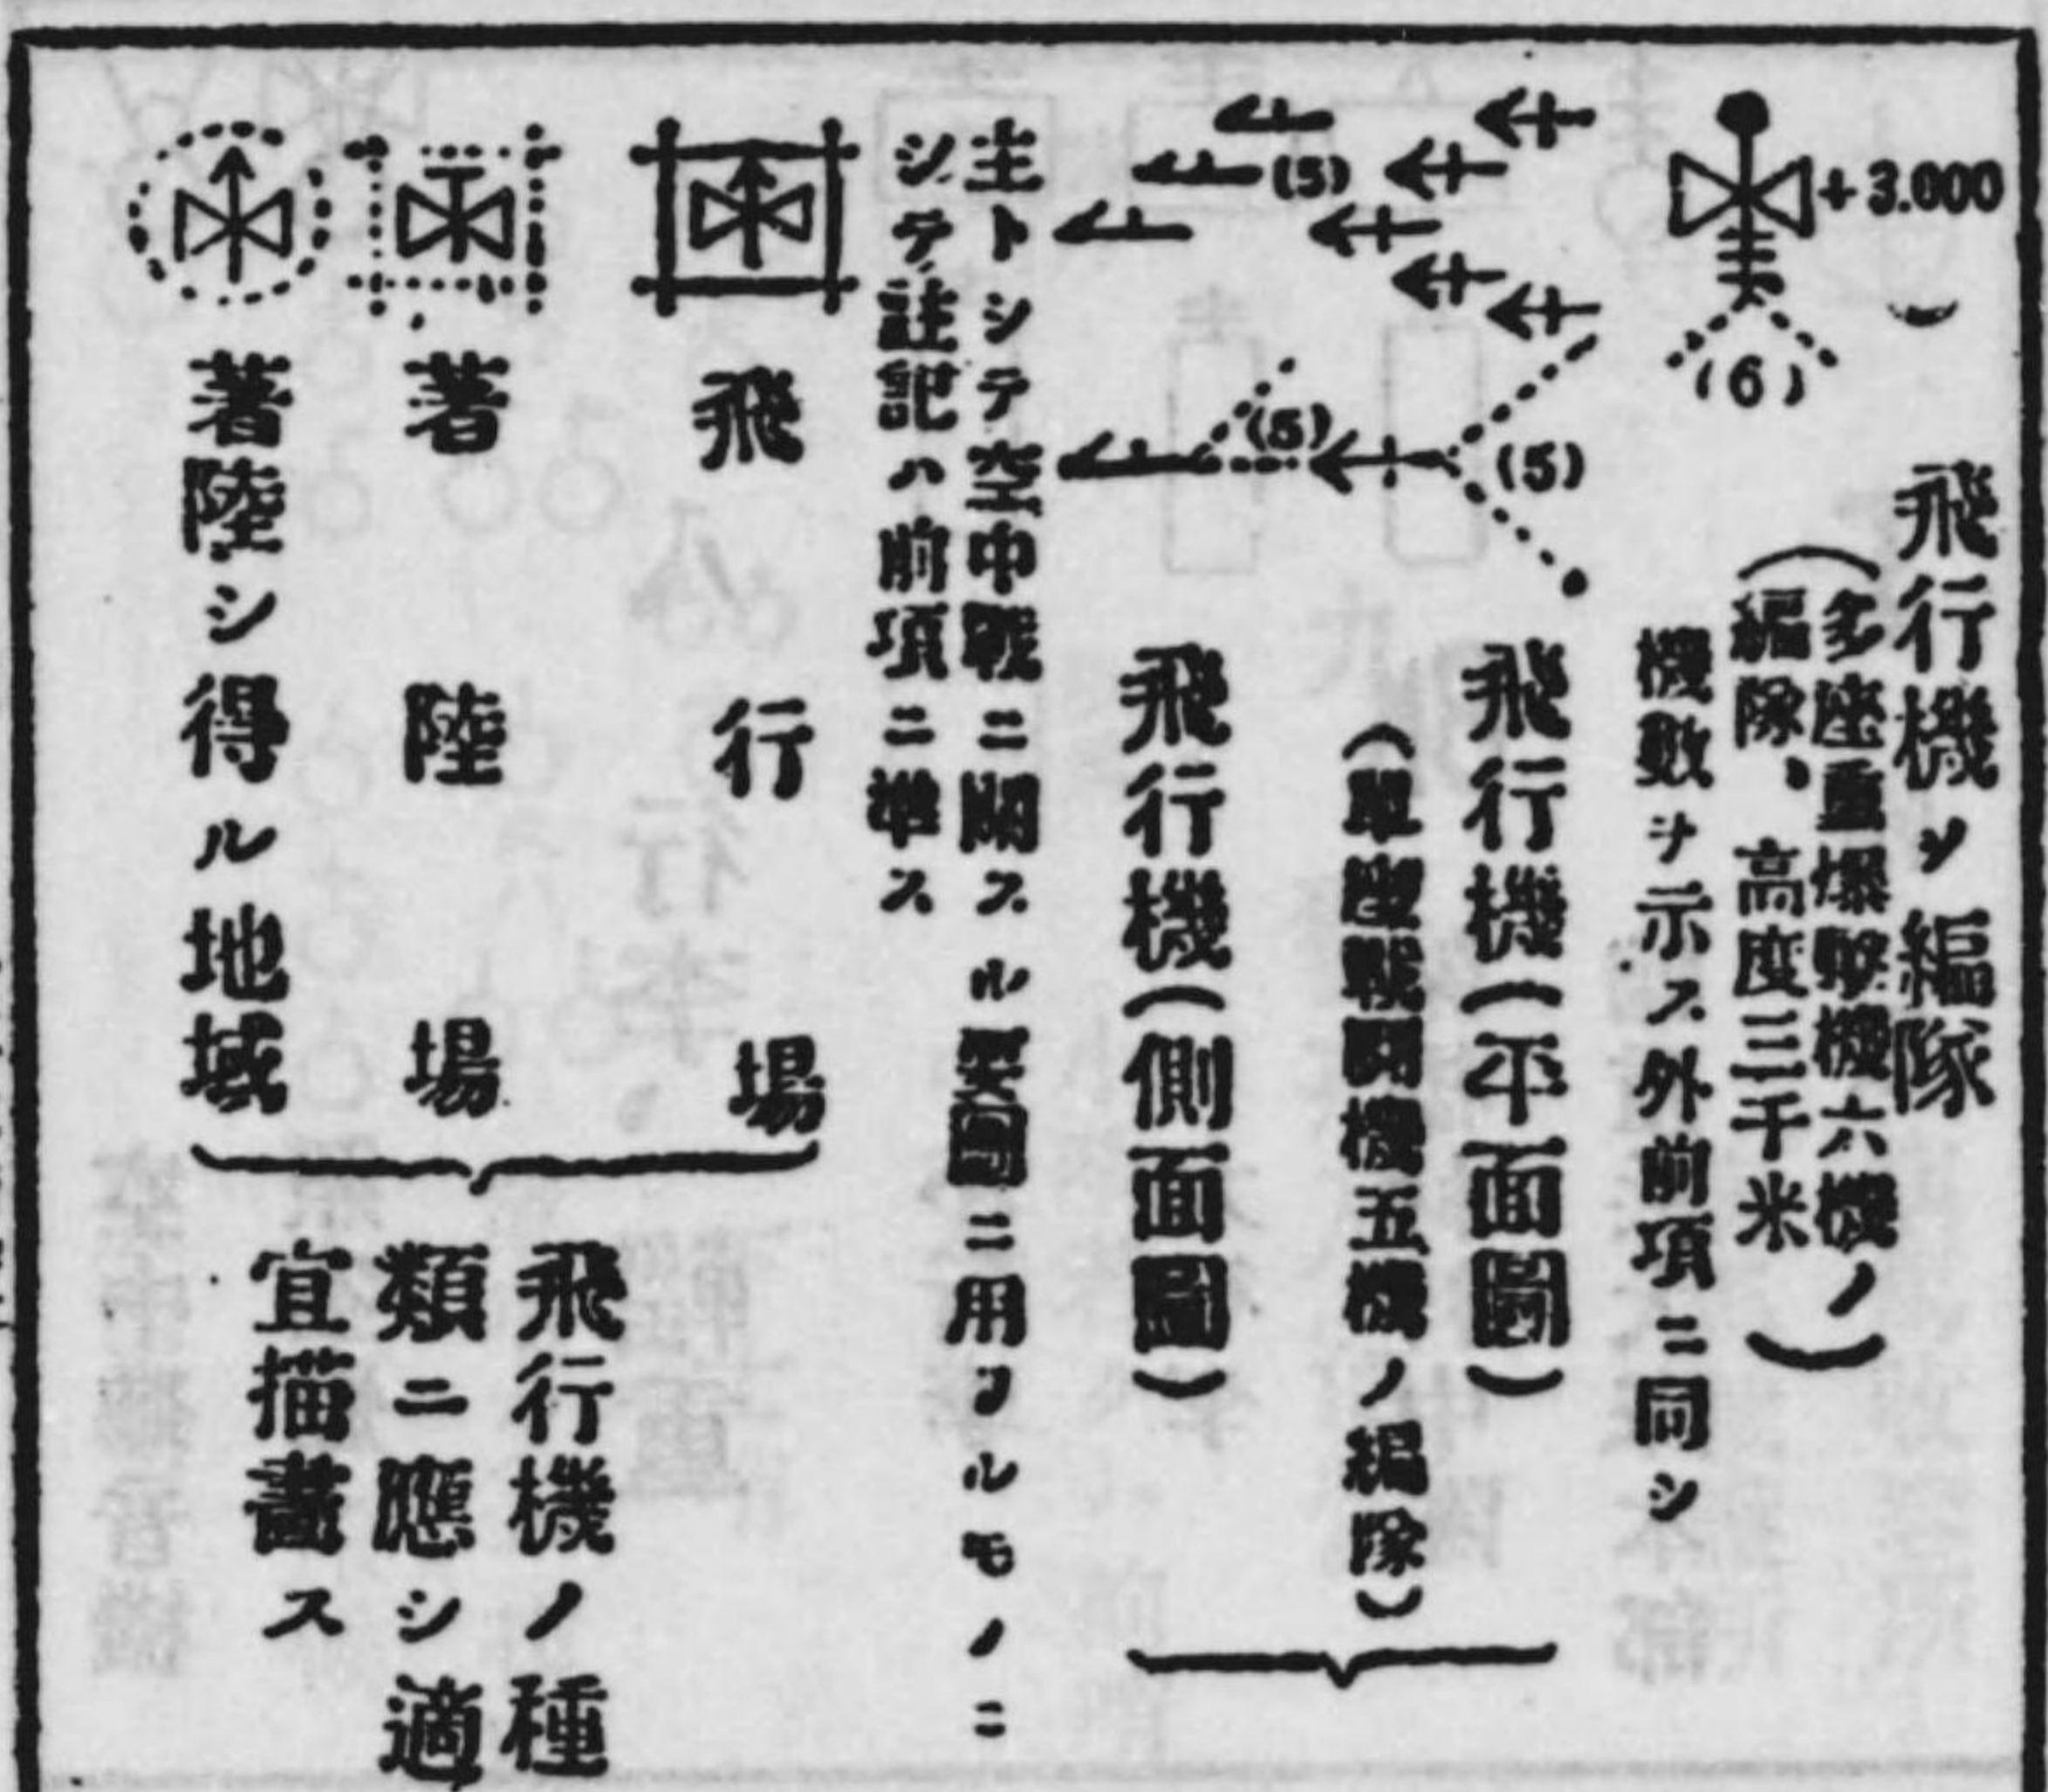 +3.000
(6)
飛行機ノ編隊
(多座重爆撃機六機ノ
編隊、高度三千米)
機数ヲ示ス外前項ニ同シ
(5)
飛行機(平面圖)
(單座戰鬪機五機ノ編隊)
(5)
(5)
飛行機(側面圖)
主トシテ空中戰ニ關スル要圖ニ用フルモノニ
シテ註記ハ前項ニ準ス
飛行場
著陸場
著陸シ得ル地域
飛行機ノ種
類ニ應シ適
宜描畵ス